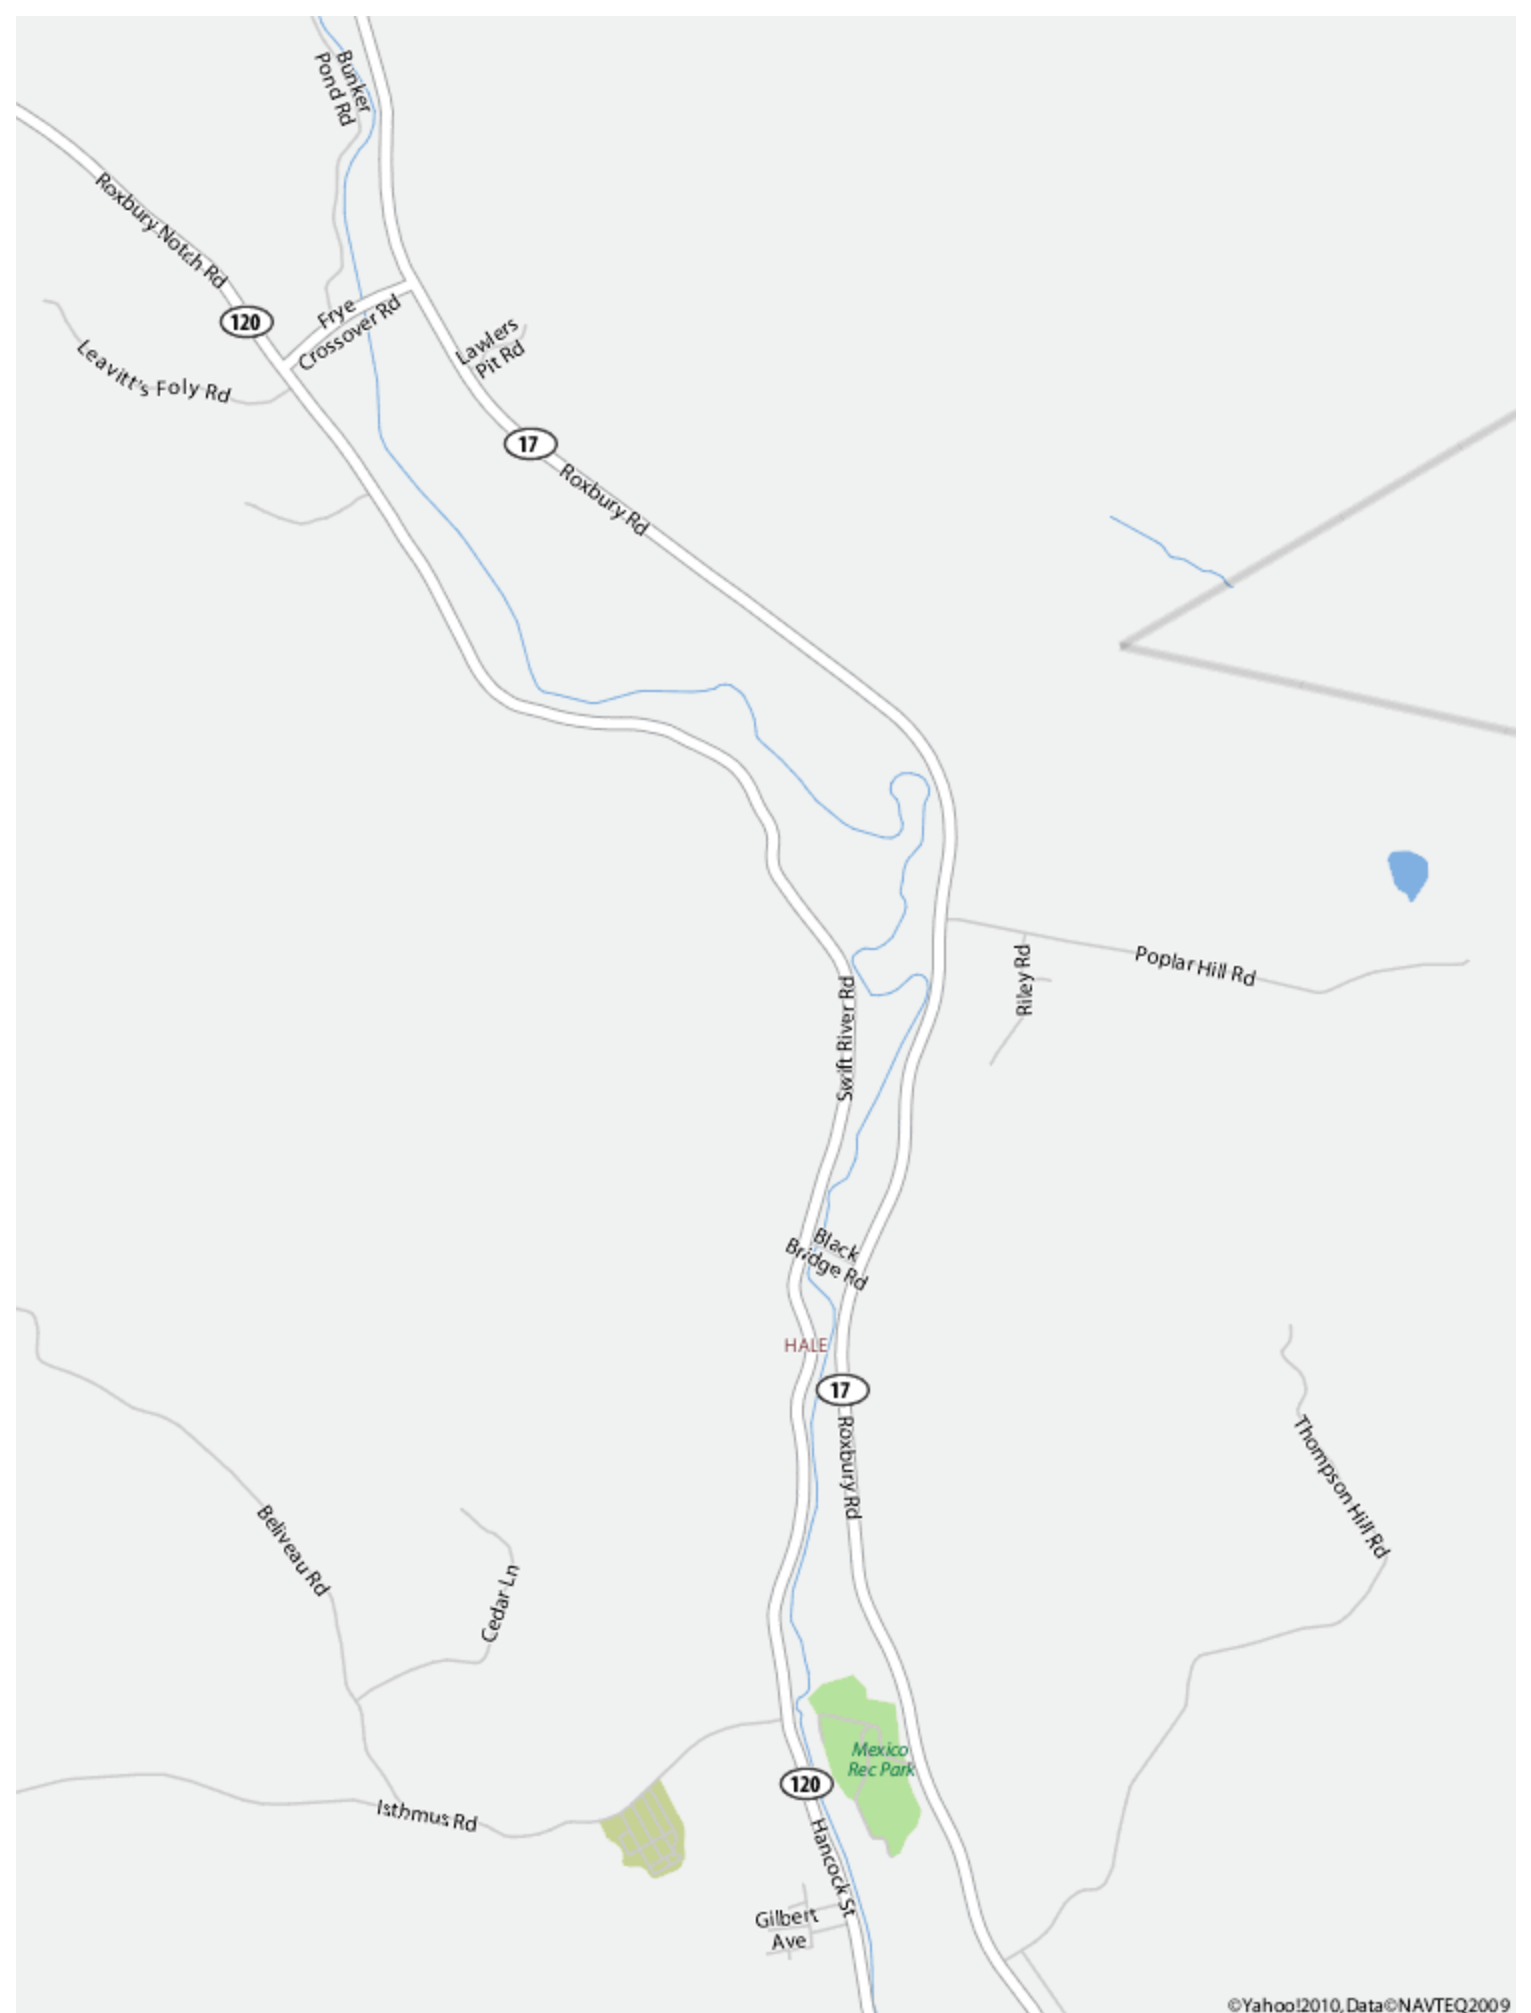 Bunker
Pond Rd
Roxbury Notch Rd
120
Frye
Crossover Rd
Lawlers
Pit Rd
Leavitt's Foly Rd
17
Roxbury Rd
Poplar Hill Rd
Riley Rd
Swift River Rd
Black
Bridge Rd
HALE
17
Roxbury Rd
Thompson Hill Rd
Beliveau Rd
Cedar Ln
Mexico
Rec Park
120
Isthmus Rd
Hancock St
Gilbert
Ave
©Yahoo!2010, Data©NAVTEQ2009